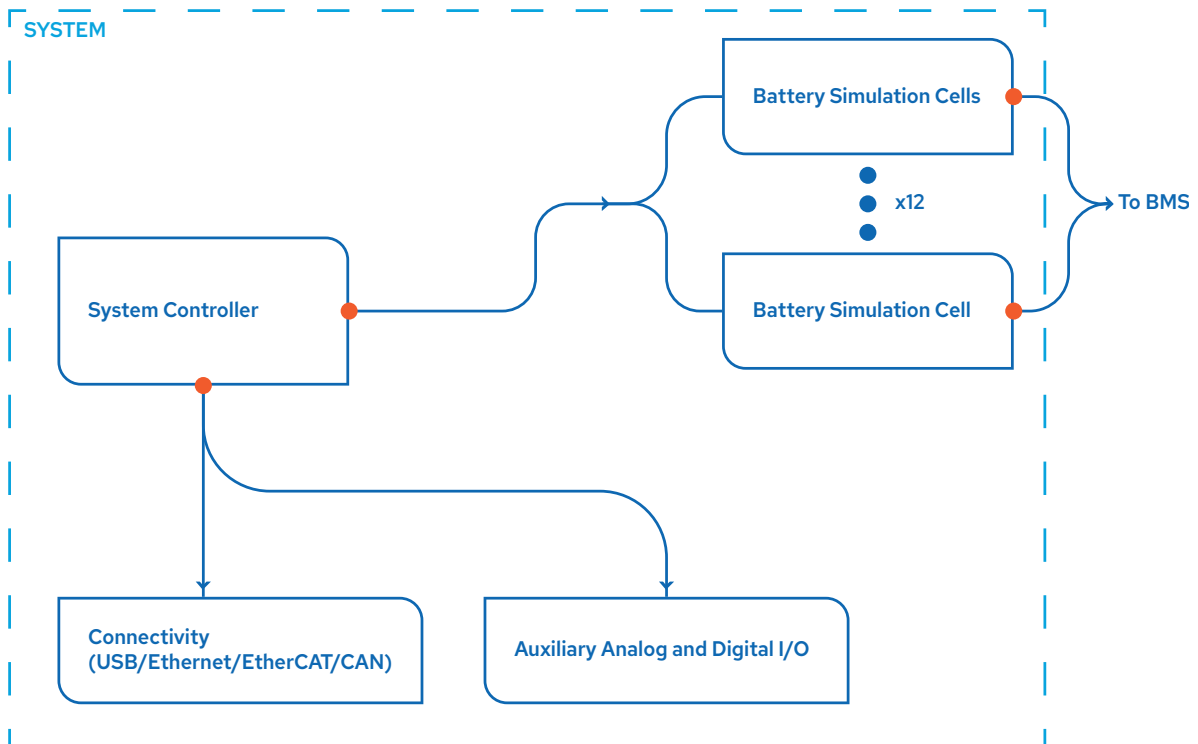 SYSTEM
Battery Simulation Cells
x12
To BMS
Battery Simulation Cell
System Controller
Connectivity
(USB/Ethernet/EtherCAT/CAN)
Auxiliary Analog and Digital I/O